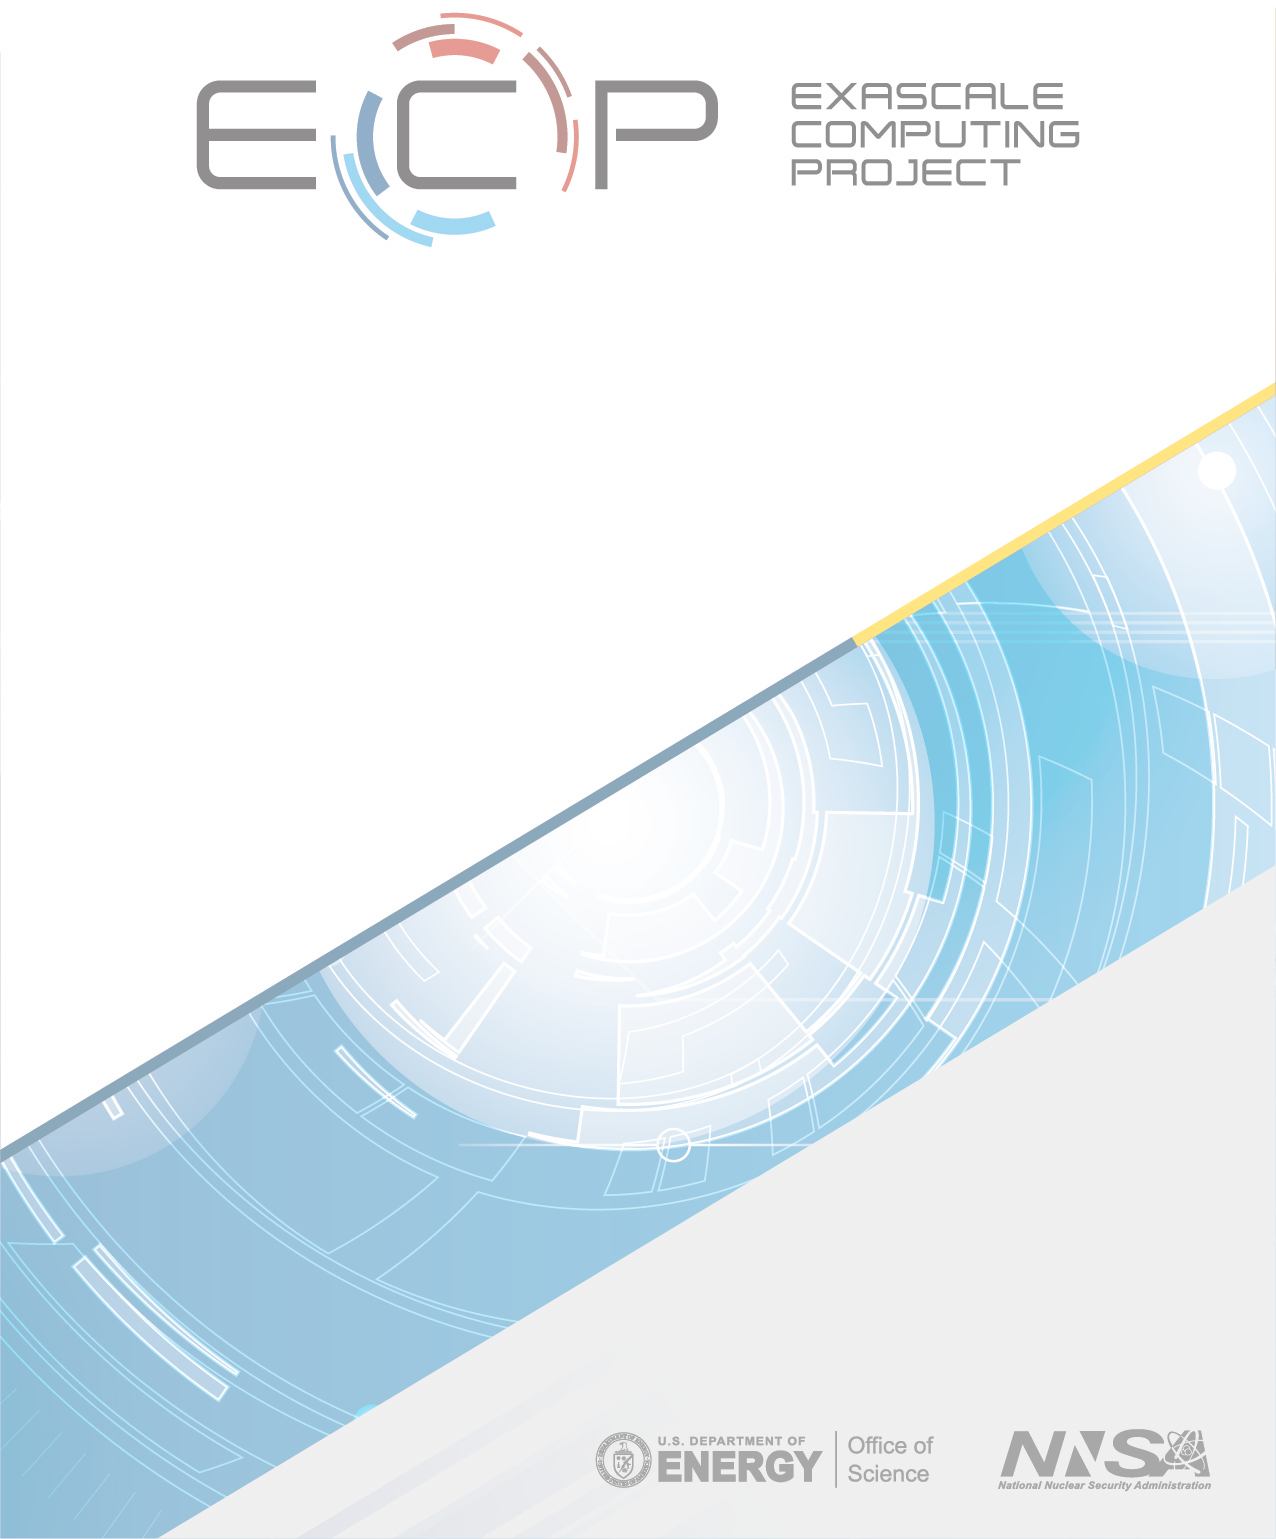 ECP
EXASCALE
COMPUTING
PROJECT
U.S. DEPARTMENT OF
ENERGY
Office of
Science
NNSA
National Nuclear Security Administration